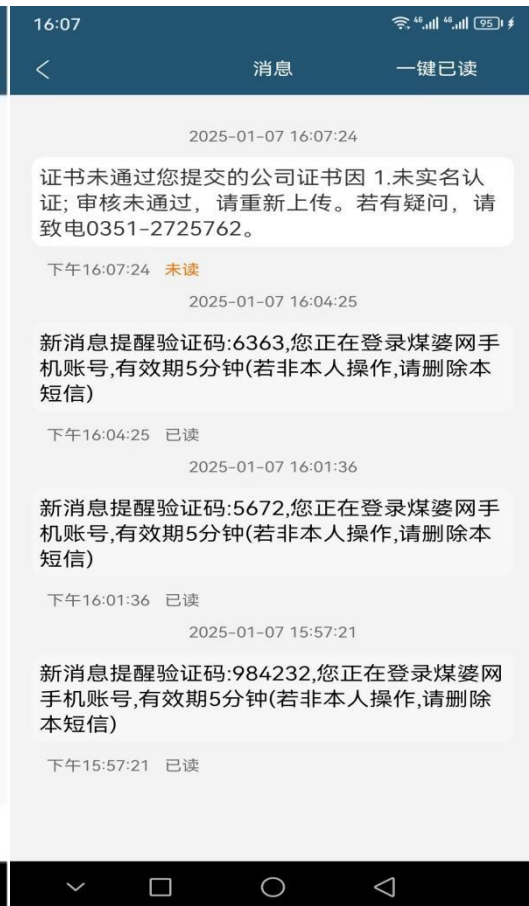 16:07
46 46 95
消息 一键已读
2025-01-07 16:07:24
证书未通过您提交的公司证书因 1.未实名认
证; 审核未通过，请重新上传。若有疑问，请
致电0351-2725762。
下午16:07:24 未读
2025-01-07 16:04:25
新消息提醒验证码:6363,您正在登录煤婆网手
机账号,有效期5分钟(若非本人操作,请删除本
短信)
下午16:04:25 已读
2025-01-07 16:01:36
新消息提醒验证码:5672,您正在登录煤婆网手
机账号,有效期5分钟(若非本人操作,请删除本
短信)
下午16:01:36 已读
2025-01-07 15:57:21
新消息提醒验证码:984232,您正在登录煤婆网
手机账号,有效期5分钟(若非本人操作,请删除
本短信)
下午15:57:21 已读